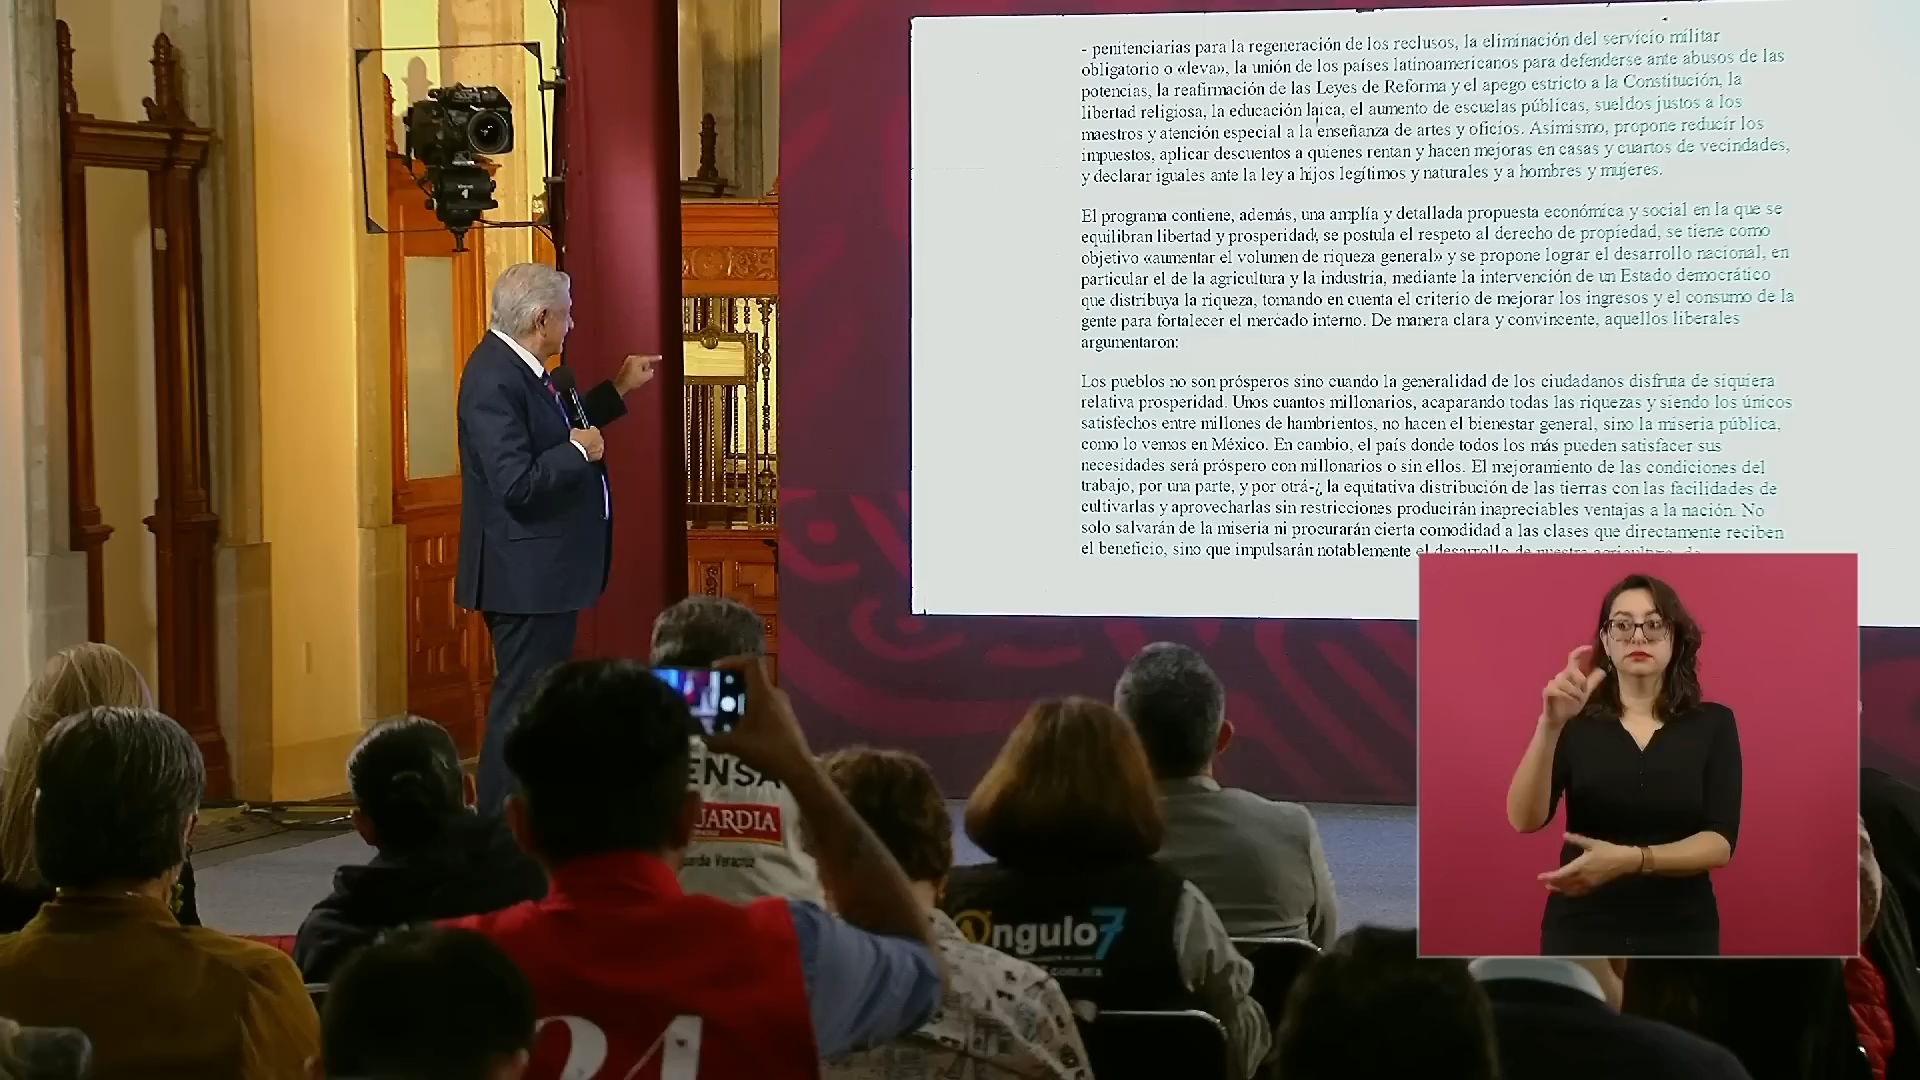 - penitenciarias para la regeneración de los reclusos, la eliminación del servicio militar
obligatorio o «leva», la unión de los países latinoamericanos para defenderse ante abusos de las
potencias, la reafirmación de las Leyes de Reforma y el apego estricto a la Constitución, la
libertad religiosa, la educación laica, el aumento de escuelas públicas, sueldos justos a los
maestros y atención especial a la enseñanza de artes y oficios. Asimismo, propone reducir los
impuestos, aplicar descuentos a quienes rentan y hacen mejoras en casas y cuartos de vecindades,
y declarar iguales ante la ley a hijos legítimos y naturales y a hombres y mujeres.
El programa contiene, además, una amplía y detallada propuesta económica y social en la que se
equilibran libertad y prosperidad, se postula el respeto al derecho de propiedad, se tiene como
objetivo «aumentar el volumen de riqueza general» y se propone lograr el desarrollo nacional, en
particular el de la agricultura y la industria, mediante la intervención de un Estado democrático
que distribuya la riqueza, tomando en cuenta el criterio de mejorar los ingresos y el consumo de la
gente para fortalecer el mercado interno. De manera clara y convincente, aquellos liberales
argumentaron:
Los pueblos no son prósperos sino cuando la generalidad de los ciudadanos disfruta de siquiera
relativa prosperidad. Unos cuantos millonarios, acaparando todas las riquezas y siendo los únicos
satisfechos entre millones de hambrientos, no hacen el bienestar general, sino la miseria pública,
como lo vemos en México. En cambio, el país donde todos los más pueden satisfacer sus
necesidades será próspero con millonarios o sin ellos. El mejoramiento de las condiciones del
trabajo, por una parte, y por otrá-¿ la equitativa distribución de las tierras con las facilidades de
cultivarlas y aprovecharlas sin restricciones producirán inapreciables ventajas a la nación. No
solo salvarán de la miseria ni procurarán cierta comodidad a las clases que directamente reciben
el beneficio, sino que impulsarán notablemente el desarrollo de nuestra agricultura, de
ENSA
UARDIA
uardia Veracruz
@ngulo7
.com.mx
24